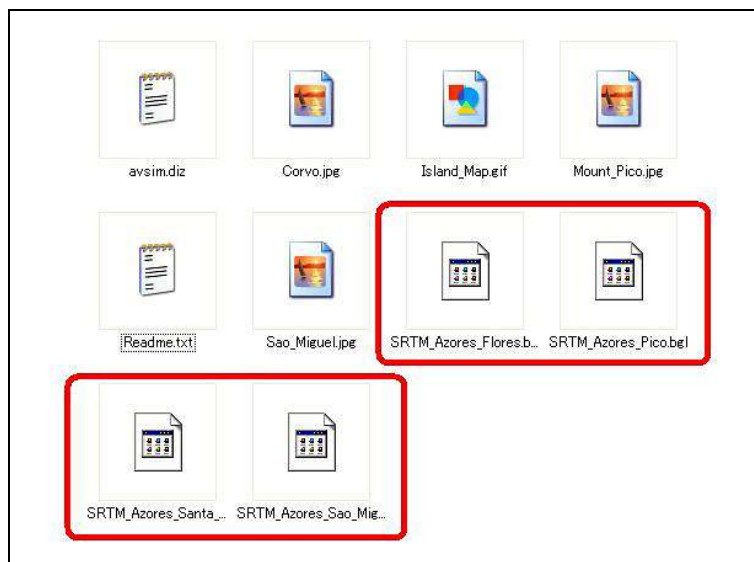 avsim.diz
Corvo.jpg
Island_Map.gif
Mount_Pico.jpg
Readme.txt
Sao_Miguel.jpg
SRTM_Azores_Flores.b...
SRTM_Azores_Pico.bgl
SRTM_Azores_Santa_...
SRTM_Azores_Sao_Mig...